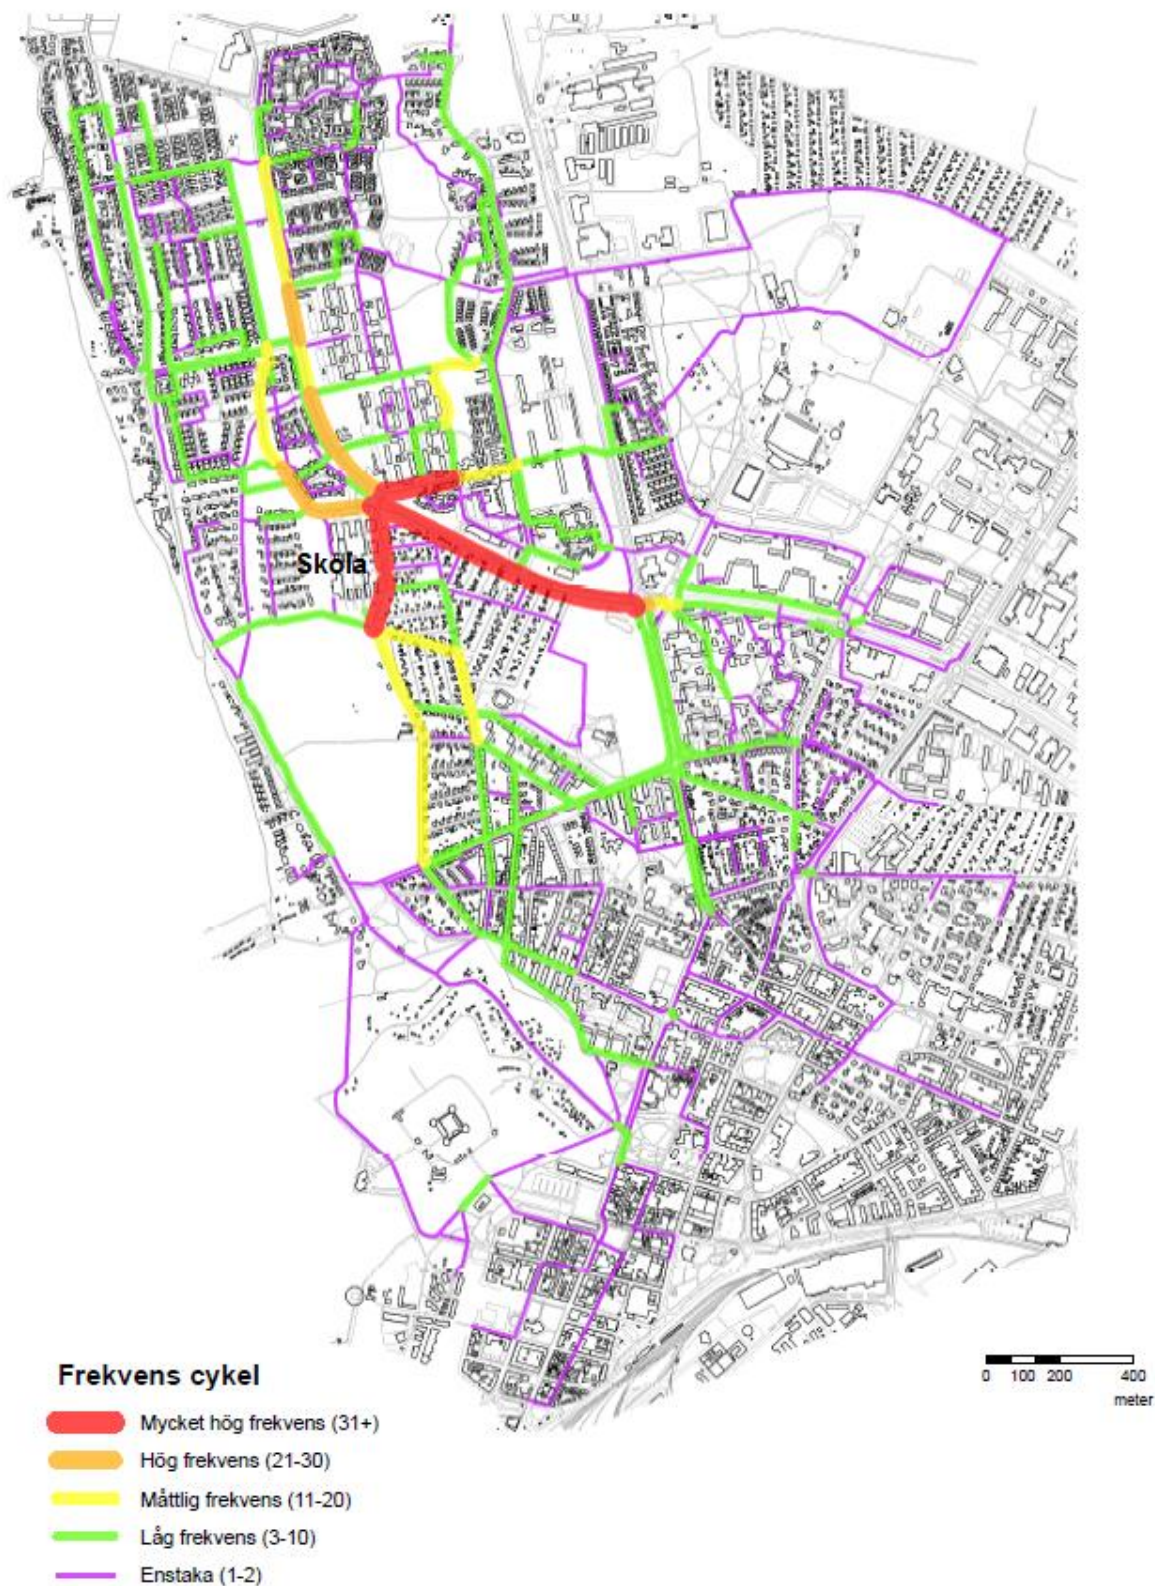 Skola
0 100 200 400
meter
Frekvens cykel
Mycket hög frekvens (31+)
Hög frekvens (21-30)
Måttlig frekvens (11-20)
Låg frekvens (3-10)
Enstaka (1-2)